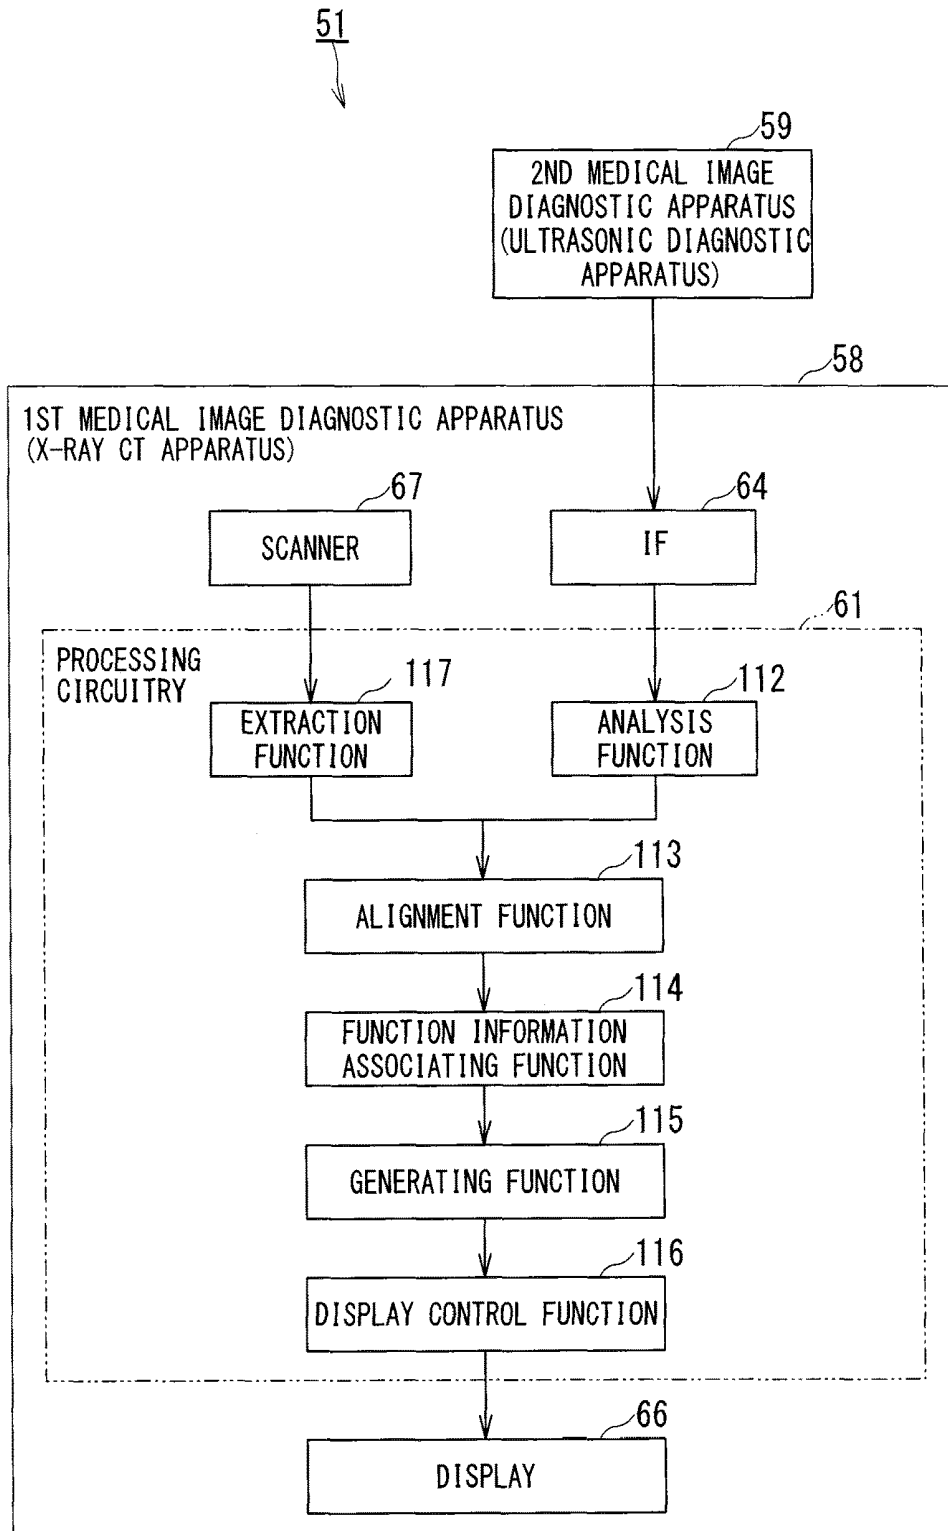 51
59
2ND MEDICAL IMAGE
DIAGNOSTIC APPARATUS
(ULTRASONIC DIAGNOSTIC
APPARATUS)
58
1ST MEDICAL IMAGE DIAGNOSTIC APPARATUS
(X-RAY CT APPARATUS)
67
SCANNER
64
IF
61
PROCESSING
CIRCUITRY
117
EXTRACTION
FUNCTION
112
ANALYSIS
FUNCTION
113
ALIGNMENT FUNCTION
114
FUNCTION INFORMATION
ASSOCIATING FUNCTION
115
GENERATING FUNCTION
116
DISPLAY CONTROL FUNCTION
66
DISPLAY